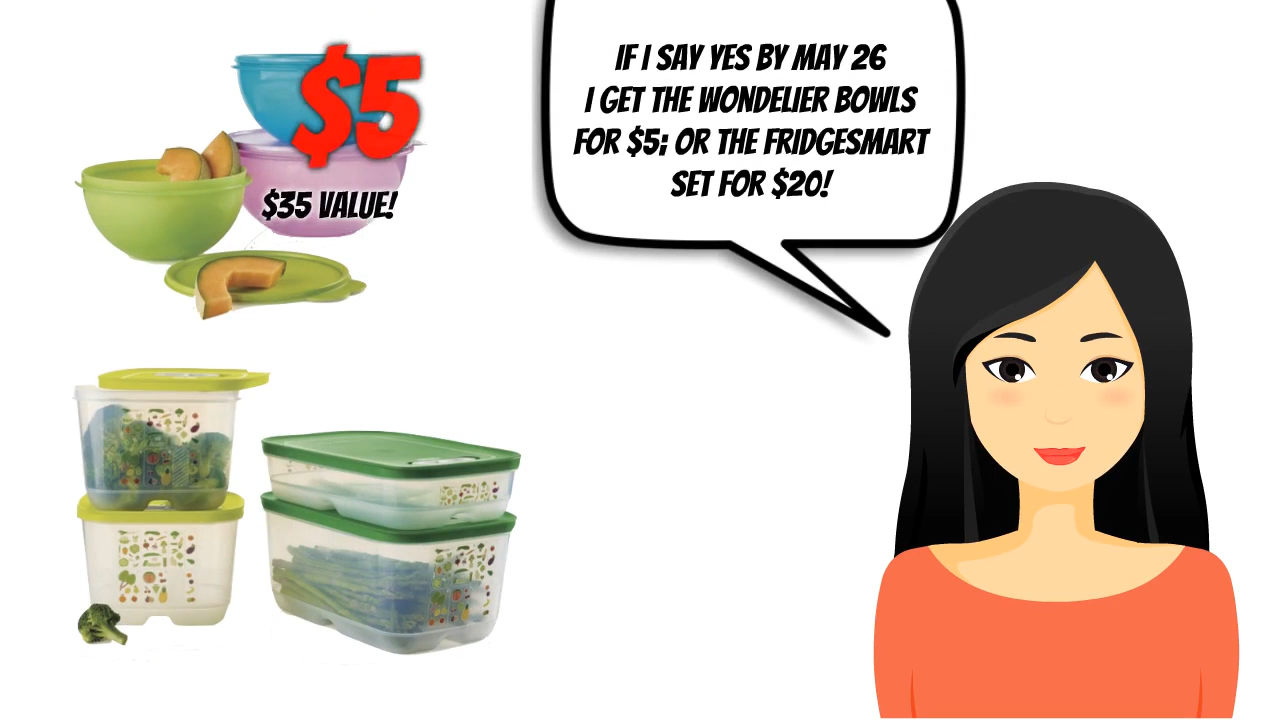 $5
$35 VALUE!
IF I SAY YES BY MAY 26
I GET THE WONDELIER BOWLS
FOR $5; OR THE FRIDGESMART
SET FOR $20!